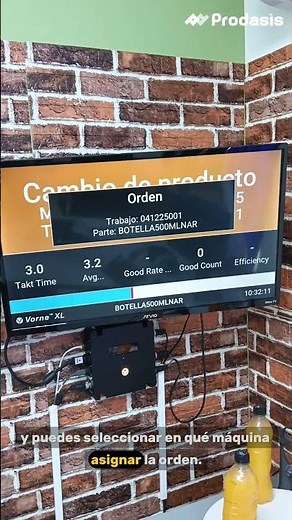 Prodasis
Cambio de producto
Orden
Trabajo: 041225001
Parte: BOTELLA500MLNAR
3.0
3.2
-
0
-
Takt Time
Avg...
Good Rate ...
Good Count
Efficiency
Vorne™ XL
BOTELLA500MLNAR
10:32:11
y puedes seleccionar en qué máquina
asignar la orden.